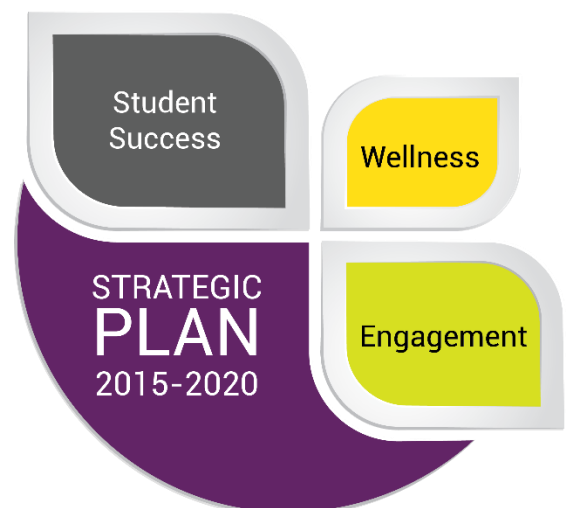 Student
Success
Wellness
STRATEGIC
PLAN
2015-2020
Engagement